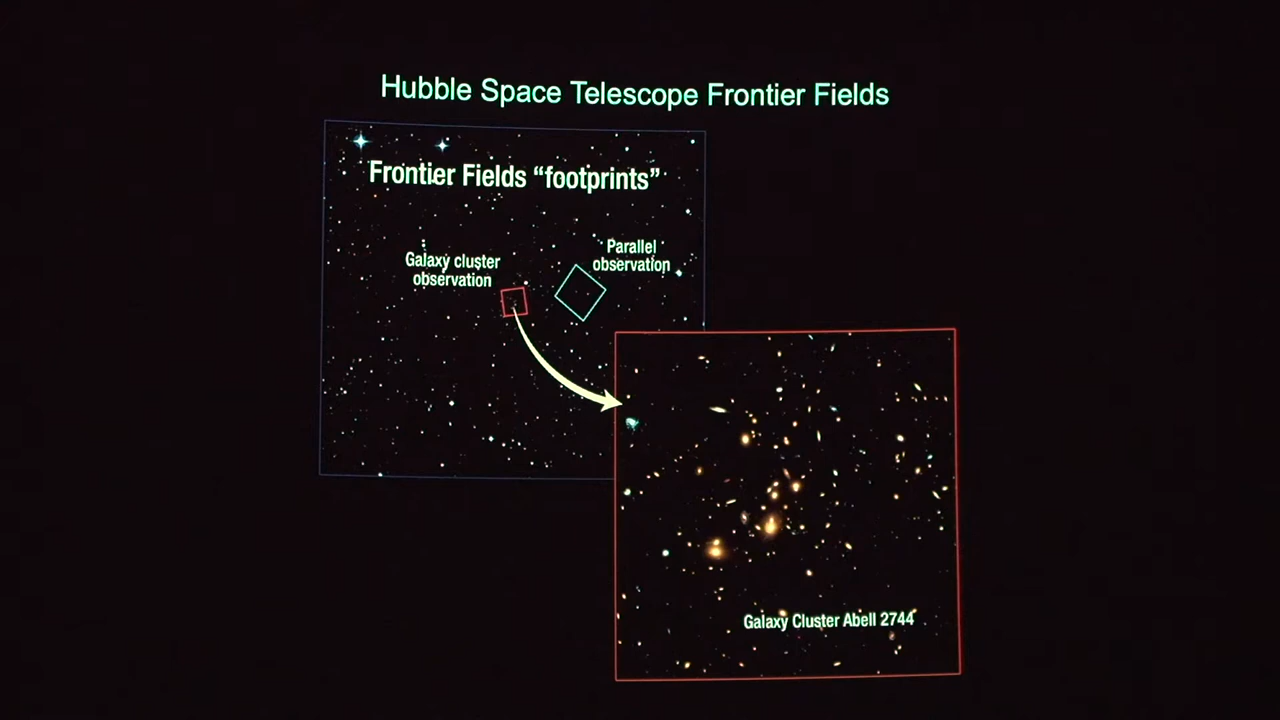 Hubble Space Telescope Frontier Fields
Frontier Fields “footprints”
Galaxy cluster
observation
Parallel
observation
Galaxy Cluster Abell 2744